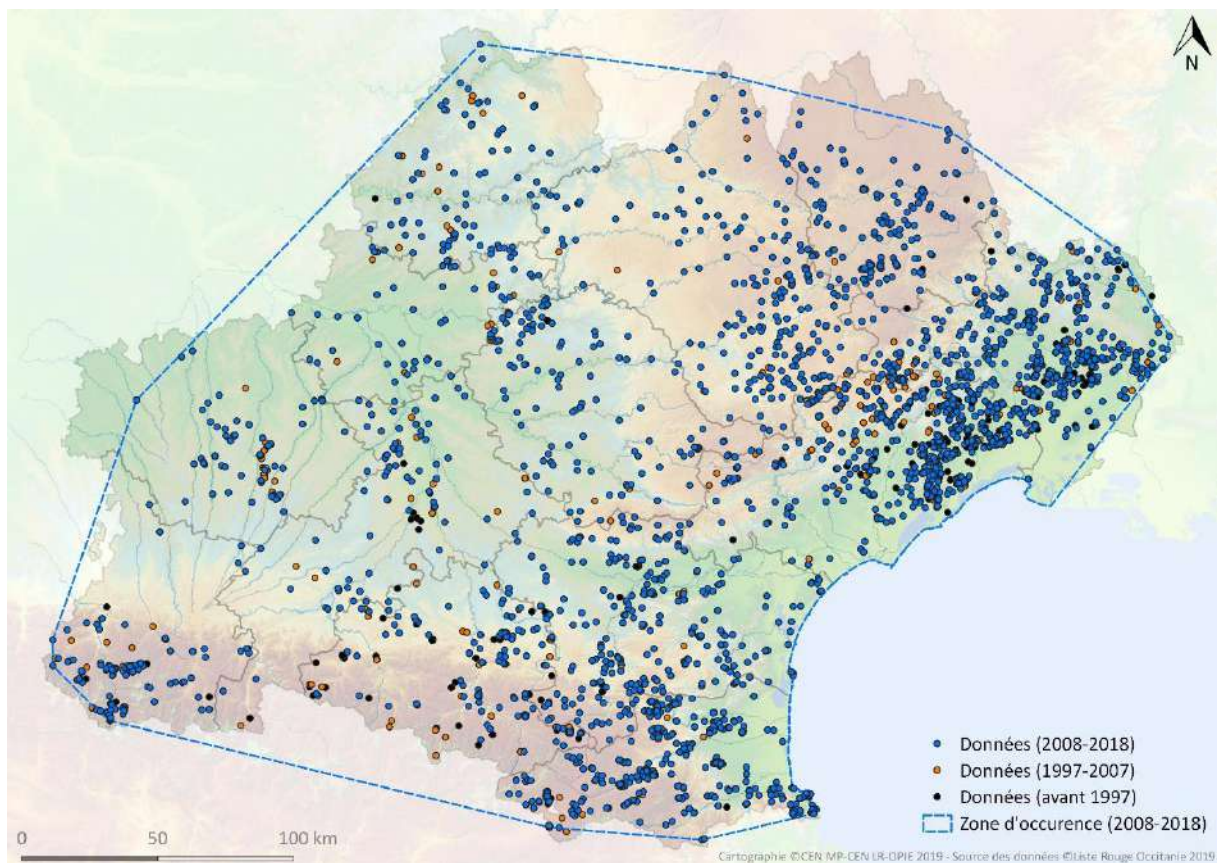 N
Données (2008-2018)
Données (1997-2007)
Données (avant 1997)
Zone d'occurence (2008-2018)
0 50 100 km
Cartographie ©CEN MP-CEN LR-OPIE 2019 - Source des données ©Liste Rouge Occitanie 2019